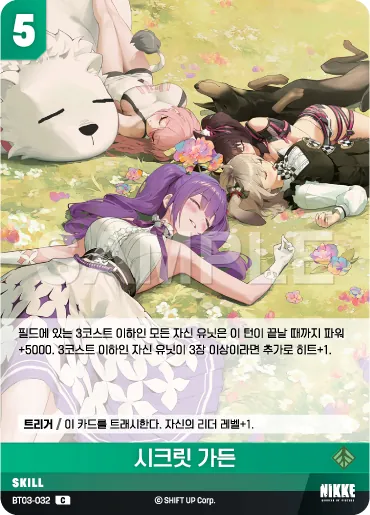 5
SAMPLE
필드에 있는 3코스트 이하인 모든 자신 유닛은 이 턴이 끝날 때까지 파워
+5000. 3코스트 이하인 자신 유닛이 3장 이상이라면 추가로 히트+1.
트리거 / 이 카드를 트래시한다. 자신의 리더 레벨+1.
시크릿 가든
SKILL
BT03-032 C
© SHIFT UP Corp.
NIKKE